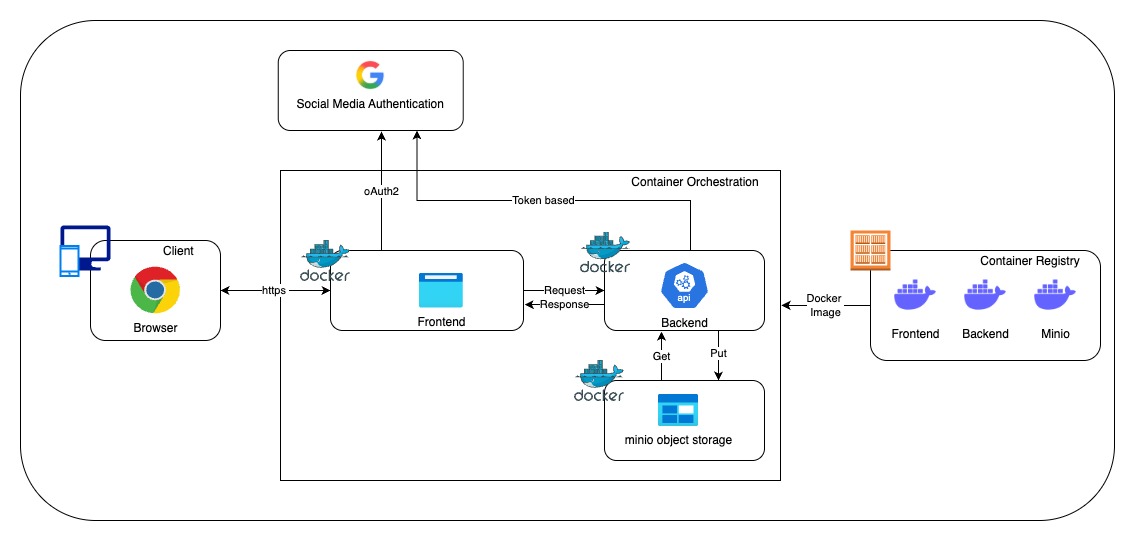 Social Media Authentication
Container Orchestration
oAuth2
Token based
Client
Browser
https
docker
Frontend
Request
Response
docker
api
Backend
Get
Put
docker
minio object storage
Docker
Image
Container Registry
Frontend
Backend
Minio